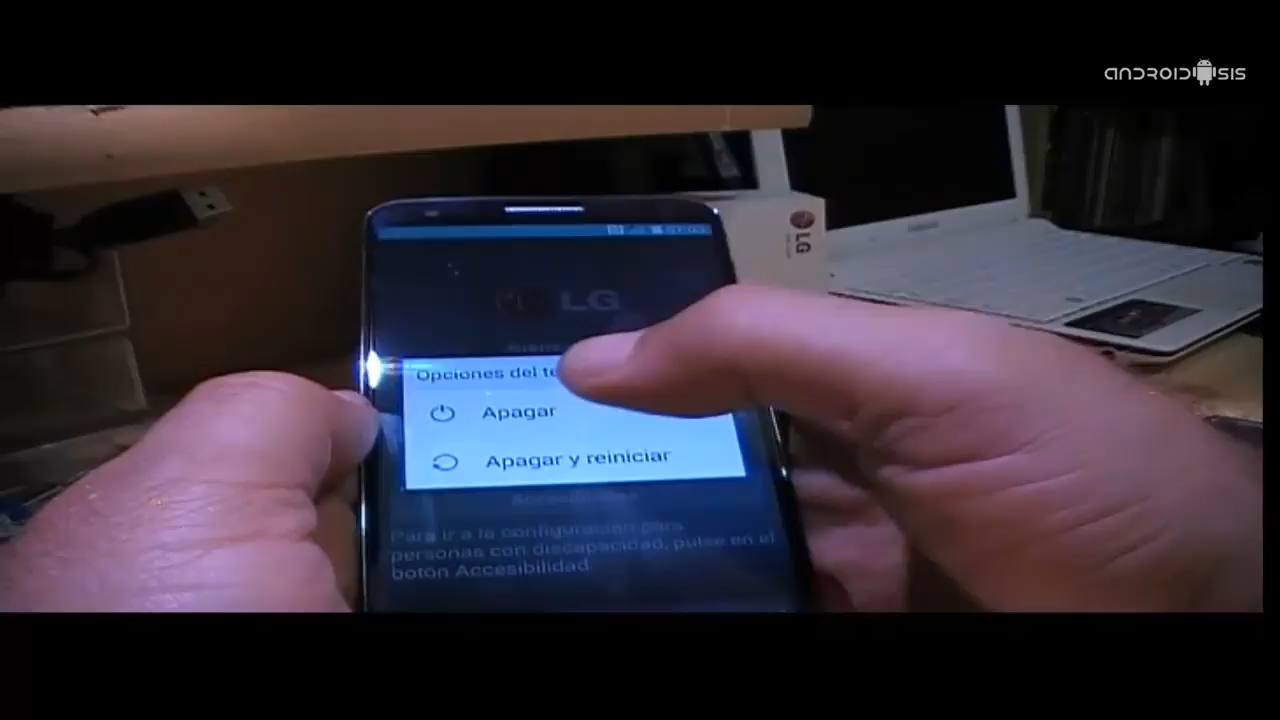 ANDROIDSIS
LG
LG
Opciones del
Apagar
Apagar y reiniciar
Para ir a la configuración para
personas con discapacidad, pulse en el
botón Accesibilidad.